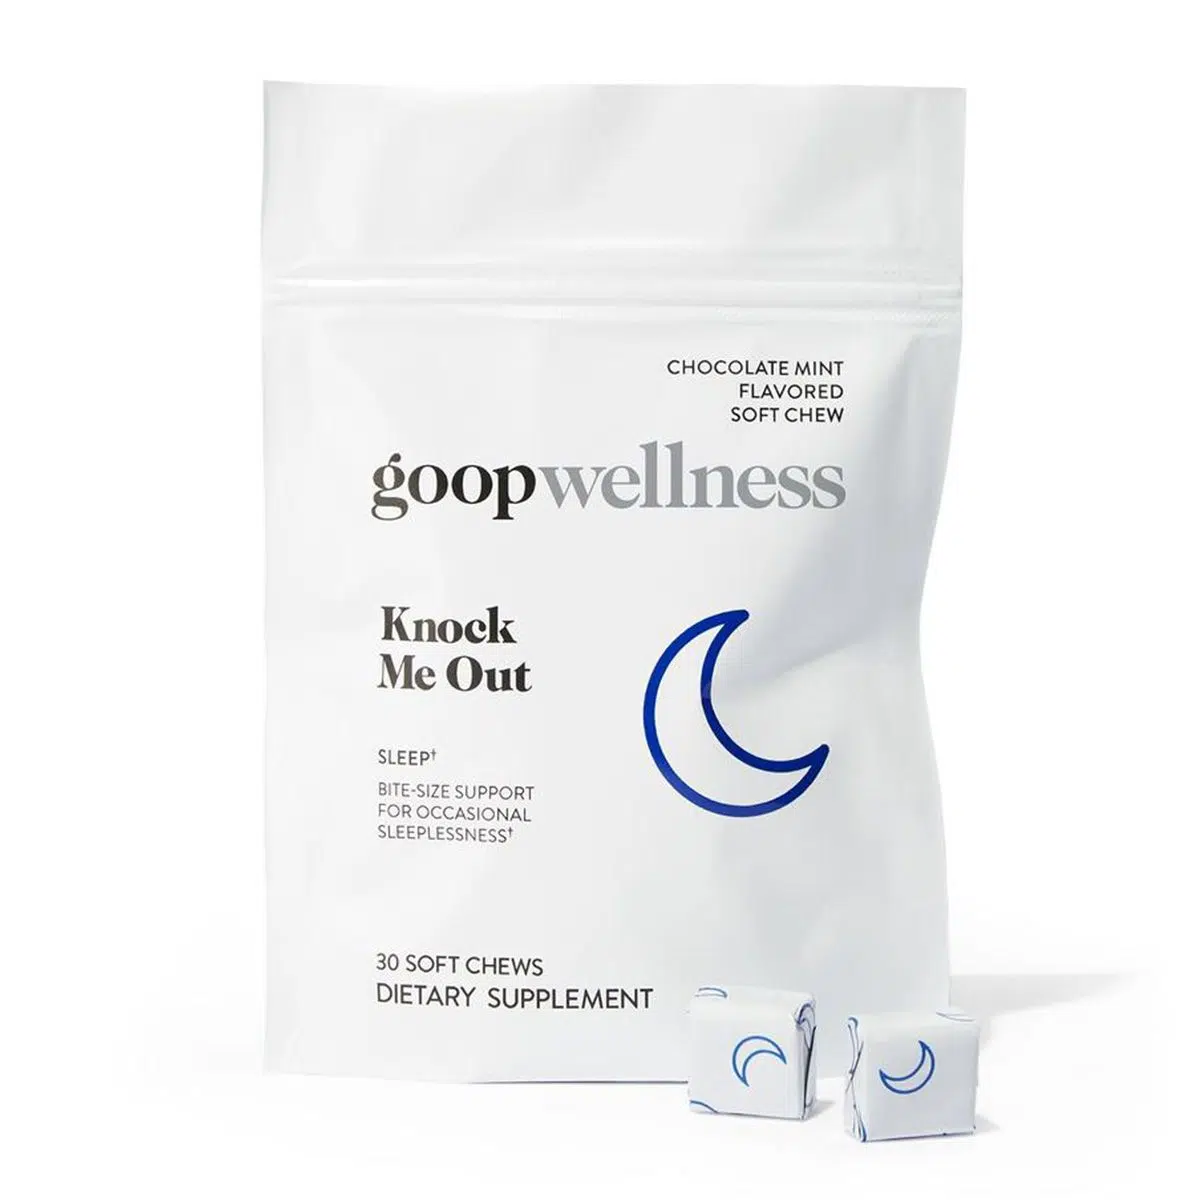 CHOCOLATE MINT
FLAVORED
SOFT CHEW
goopwellness
Knock
Me Out
SLEEP†
BITE-SIZE SUPPORT
FOR OCCASIONAL
SLEEPLESSNESS†
30 SOFT CHEWS
DIETARY SUPPLEMENT